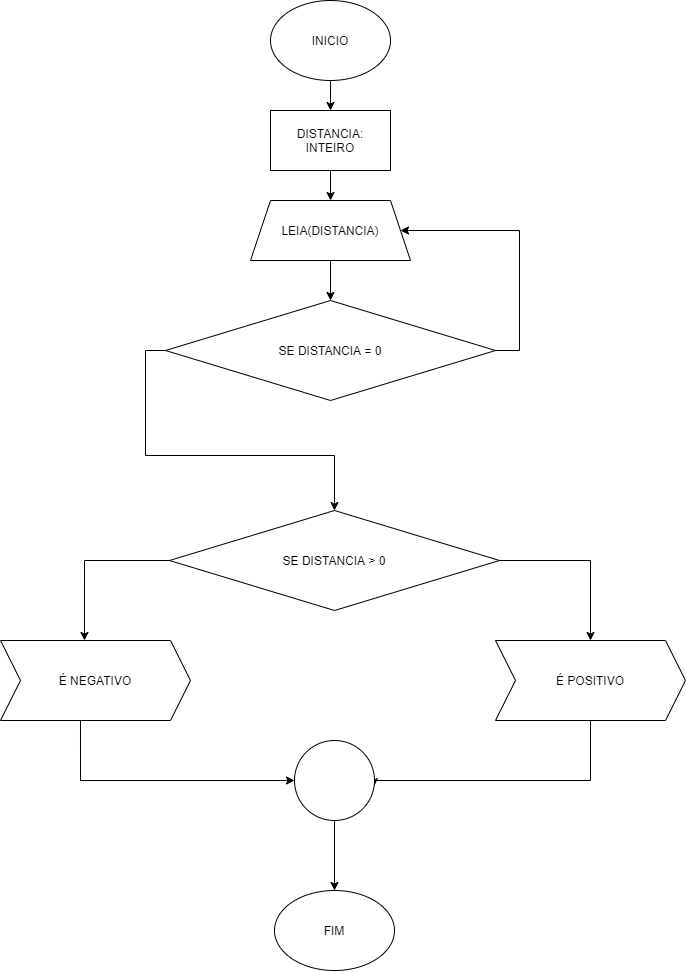 INICIO
DISTANCIA:
INTEIRO
LEIA(DISTANCIA)
SE DISTANCIA = 0
SE DISTANCIA > 0
É NEGATIVO
É POSITIVO
FIM